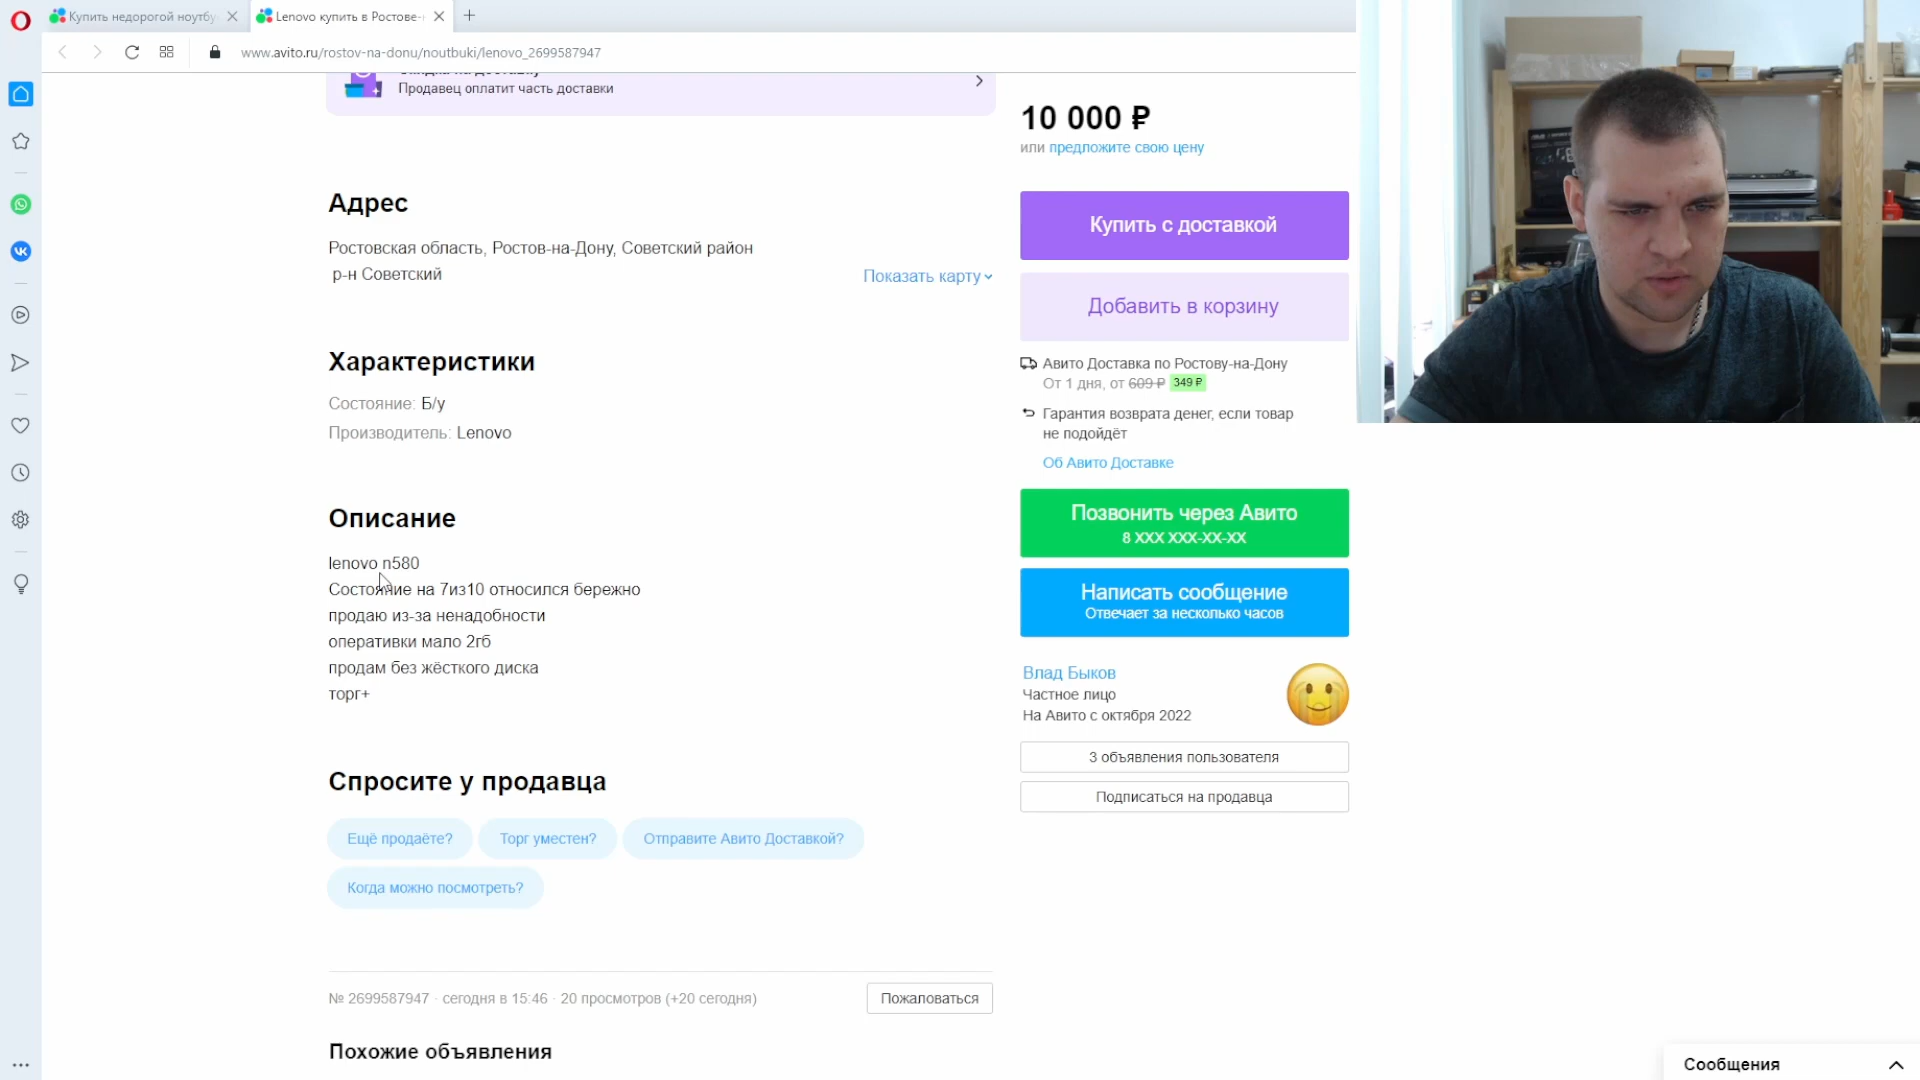 Купить недорогой ноутбу
Lenovo купить в Ростове-
www.avito.ru/rostov-na-donu/noutbuki/lenovo_2699587947
Продавец оплатит часть доставки
10 000 ₽
или предложите свою цену
Адрес
Ростовская область, Ростов-на-Дону, Советский район
р-н Советский
Показать карту
Купить с доставкой
Добавить в корзину
Авито Доставка по Ростову-на-Дону
От 1 дня, от 609 ₽ 349 ₽
Гарантия возврата денег, если товар
не подойдёт
Об Авито Доставке
Характеристики
Состояние: Б/у
Производитель: Lenovo
Описание
lenovo n580
Состояние на 7из10 относился бережно
продаю из-за ненадобности
оперативки мало 2гб
продам без жёсткого диска
торг+
Позвонить через Авито
8 XXX XXX-XX-XX
Написать сообщение
Отвечает за несколько часов
Влад Быков
Частное лицо
На Авито с октября 2022
3 объявления пользователя
Подписаться на продавца
Спросите у продавца
Ещё продаёте?
Торг уместен?
Отправите Авито Доставкой?
Когда можно посмотреть?
№ 2699587947 · сегодня в 15:46 · 20 просмотров (+20 сегодня)
Пожаловаться
Похожие объявления
Сообщения